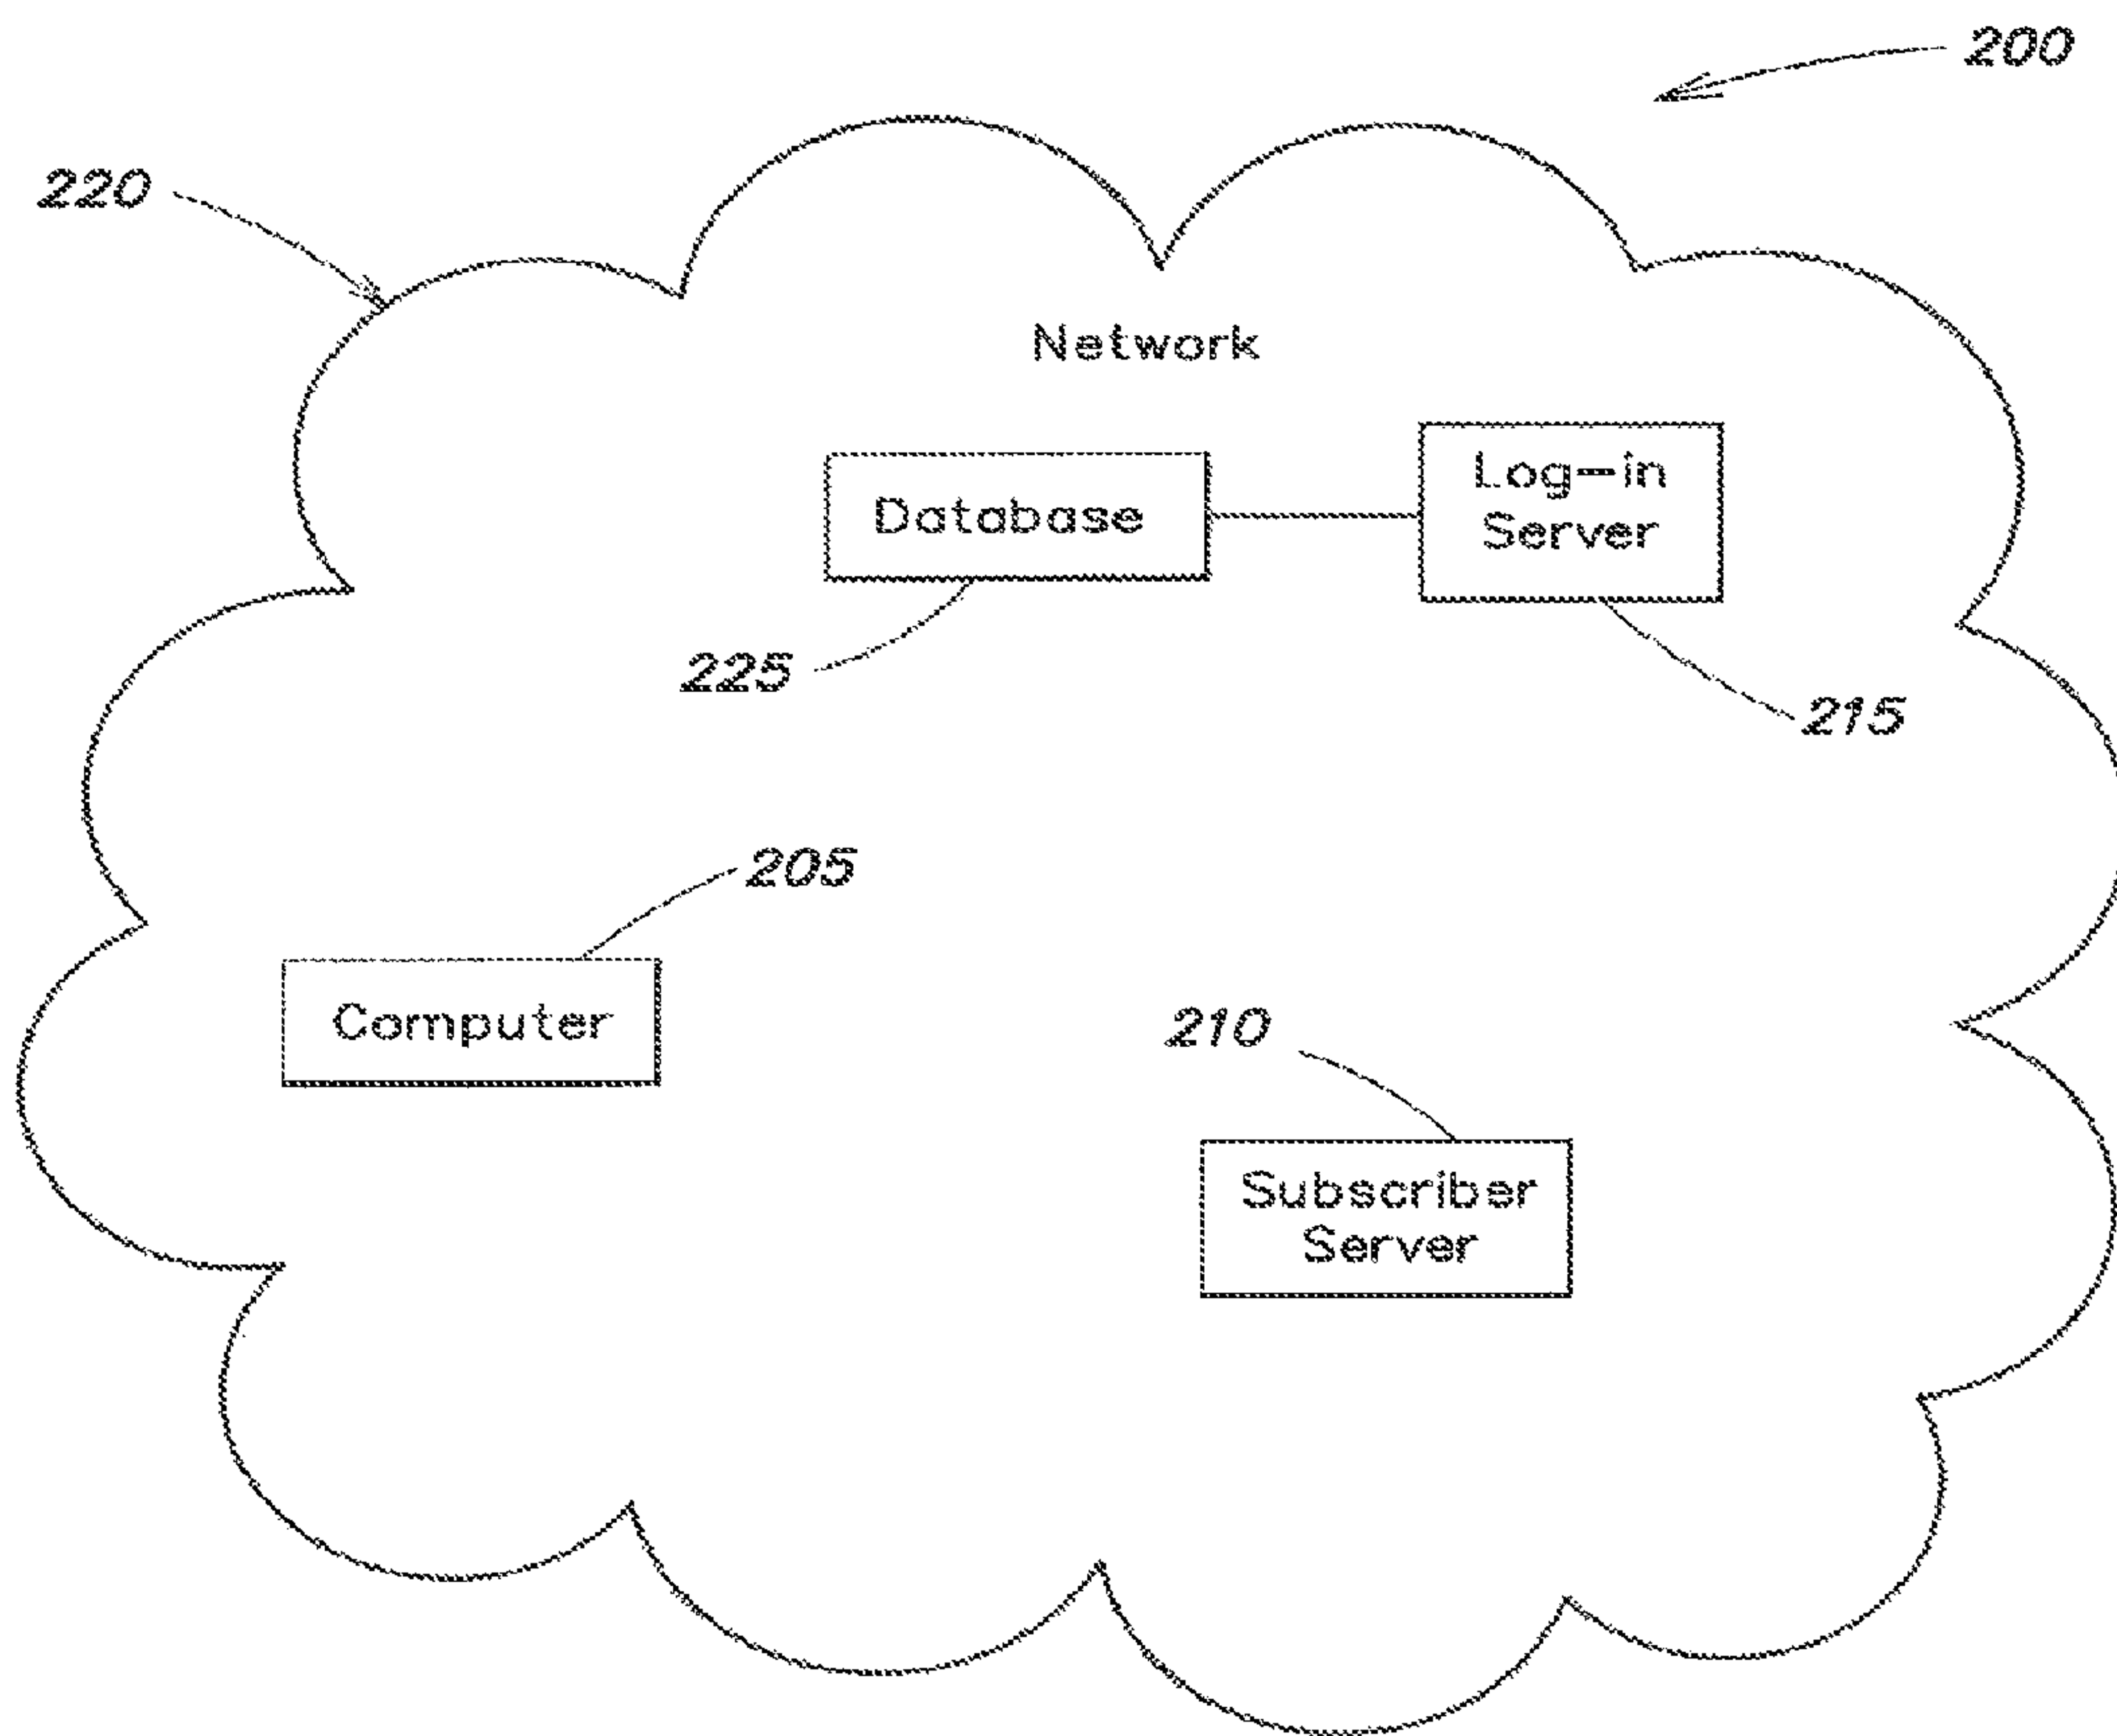 200
220
Network
Database
Log-in
Server
225
215
205
Computer
210
Subscriber
Server